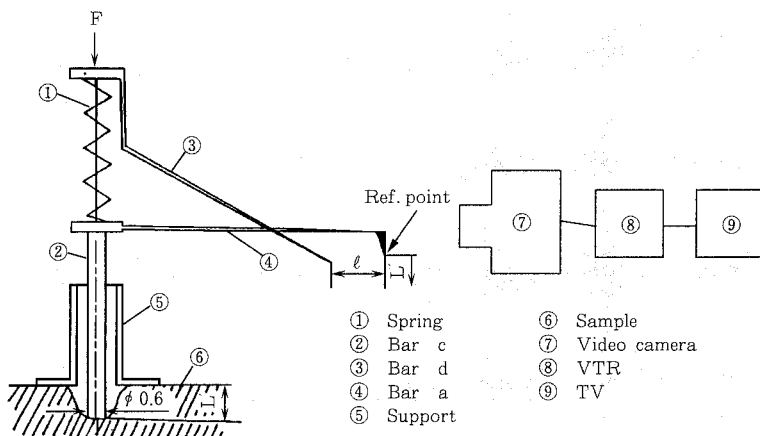 F
①
③
Ref. point
②
④
ℓ
L
⑦
⑧
⑨
⑤
⑥
φ 0.6
L
① Spring
② Bar c
③ Bar d
④ Bar a
⑤ Support
⑥ Sample
⑦ Video camera
⑧ VTR
⑨ TV